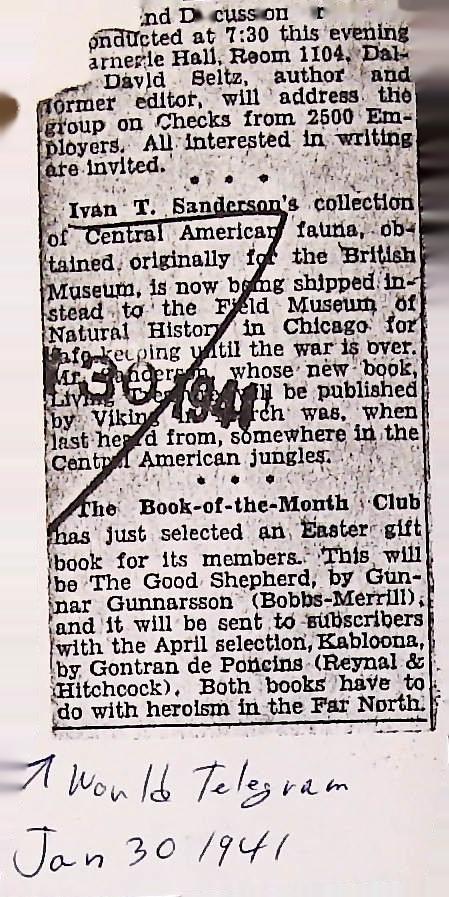 nd D cuss on r
onducted at 7:30 this evening
arnegie Hall, Room 1104, Dal-
David Seltz, author and
former editor, will address the
group on Checks from 2500 Em-
ployers. All interested in writing
are invited.
• • •
Ivan T. Sanderson's collection
of Central American fauna, ob-
tained originally for the British
Museum, is now being shipped in-
stead to the Field Museum of
Natural History in Chicago for
safe-keeping until the war is over.
Mr. Sanderson, whose new book,
Living will be published
by Viking in March was, when
last heard from, somewhere in the
Central American jungles.
30 1941
• • •
The Book-of-the-Month Club
has just selected an Easter gift
book for its members. This will
be The Good Shepherd, by Gun-
nar Gunnarsson (Bobbs-Merrill),
and it will be sent to subscribers
with the April selection, Kabloona,
by Gontran de Poncins (Reynal &
Hitchcock). Both books have to
do with heroism in the Far North.
↑ World Telegram
Jan 30 1941